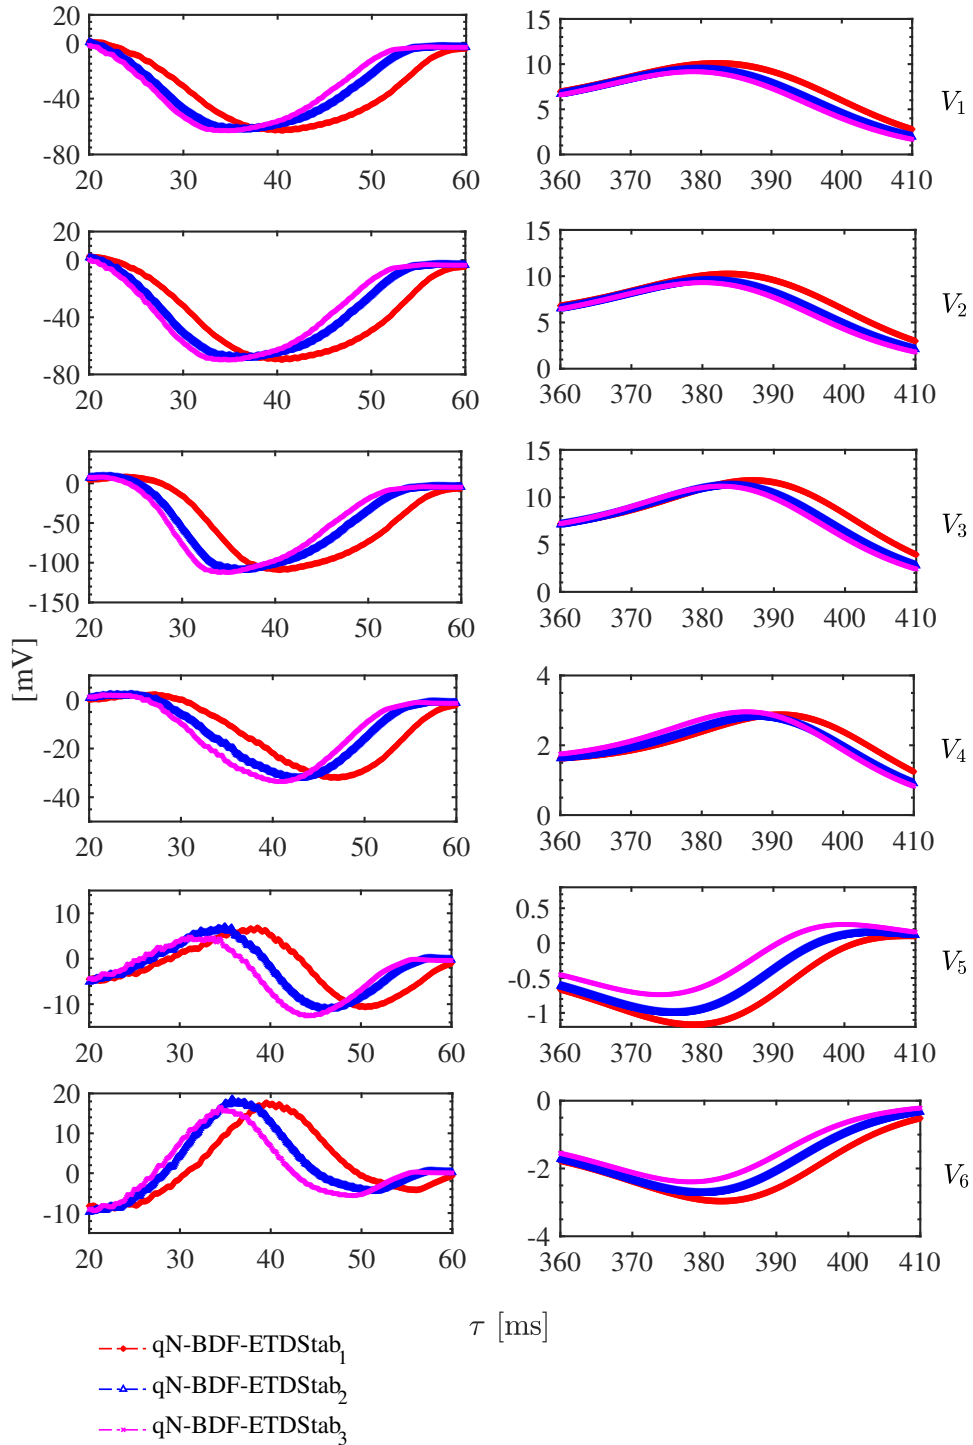 20 0 -40 -80 20 30 40 50 60
15 10 5 0 360 370 380 390 400 410 V1
20 0 -40 -80 20 30 40 50 60
15 10 5 0 360 370 380 390 400 410 V2
0 -50 -100 -150 20 30 40 50 60
15 10 5 0 360 370 380 390 400 410 V3
[mV]
0 -20 -40 20 30 40 50 60
4 2 0 360 370 380 390 400 410 V4
10 0 -10 20 30 40 50 60
0.5 0 -0.5 -1 360 370 380 390 400 410 V5
20 10 0 -10 20 30 40 50 60
0 -2 -4 360 370 380 390 400 410 V6
τ [ms]
qN-BDF-ETDStab1
qN-BDF-ETDStab2
qN-BDF-ETDStab3